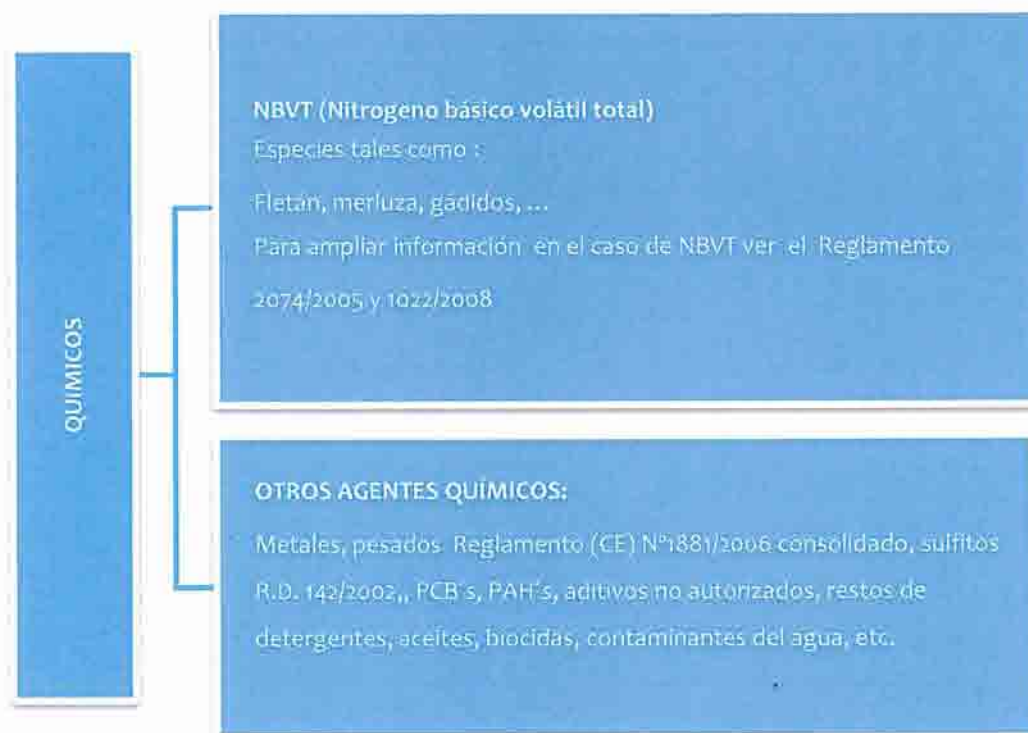 QUIMICOS
NBVT (Nitrogeno básico volátil total)
Especies tales como :
Fletán, merluza, gádidos, ...
Para ampliar información en el caso de NBVT ver el Reglamento
2074/2005 y 1022/2008
OTROS AGENTES QUÍMICOS:
Metales, pesados Reglamento (CE) Nº1881/2006 consolidado, sulfitos
R.D. 142/2002,, PCB´s, PAH´s, aditivos no autorizados, restos de
detergentes, aceites, biocidas, contaminantes del agua, etc.